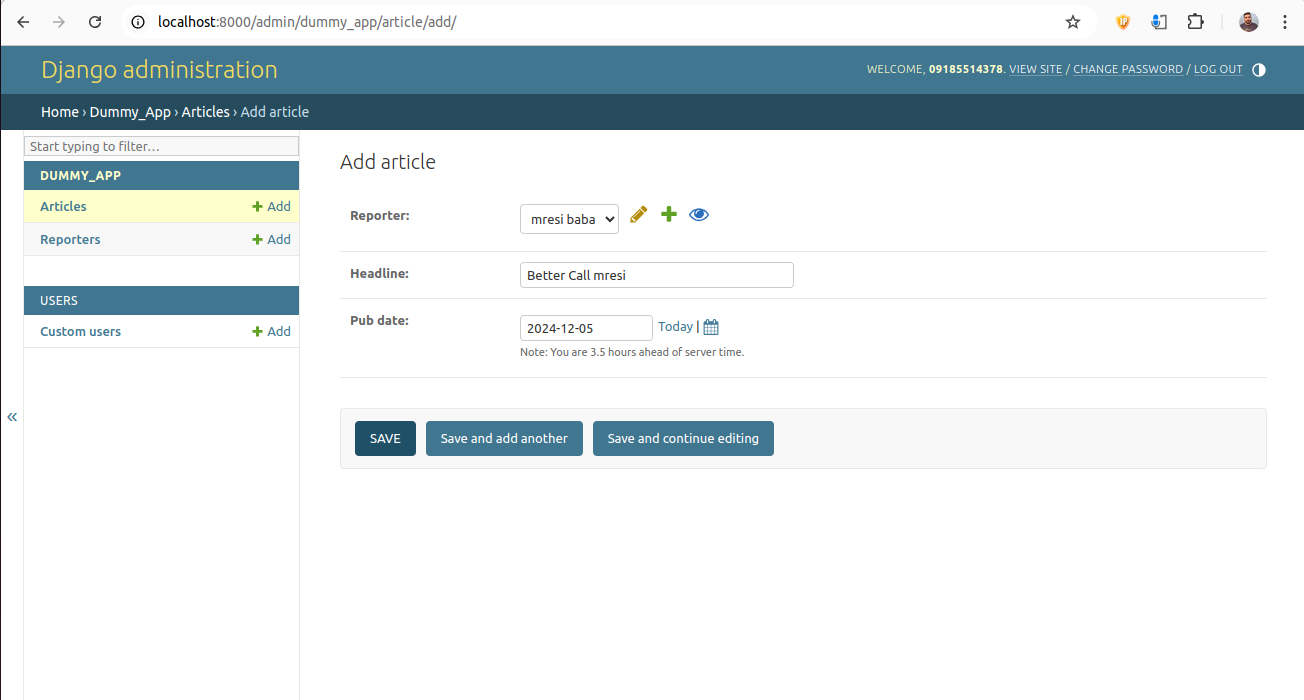 localhost:8000/admin/dummy_app/article/add/
Django administration
WELCOME, 09185514378. VIEW SITE / CHANGE PASSWORD / LOG OUT
Home › Dummy_App › Articles › Add article
Start typing to filter...
DUMMY_APP
Articles
Add
Reporters
Add
USERS
Custom users
Add
«
Add article
Reporter:
mresi baba
Headline:
Better Call mresi
Pub date:
2024-12-05
Today |
Note: You are 3.5 hours ahead of server time.
SAVE
Save and add another
Save and continue editing